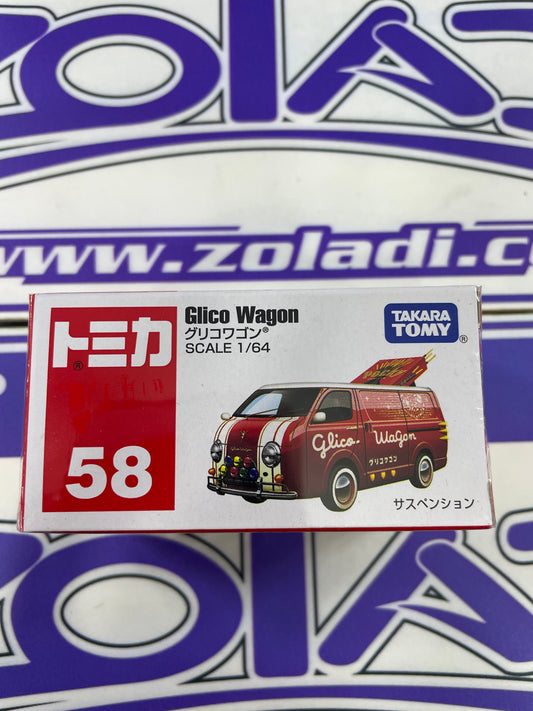 ZOLAD
www.zoladi.c
トミカ®
58
Glico Wagon
グリコワゴン®
SCALE 1/64
TAKARA
TOMY®
Glico Wagon
グリコワゴン
サスペンション
ZOLA